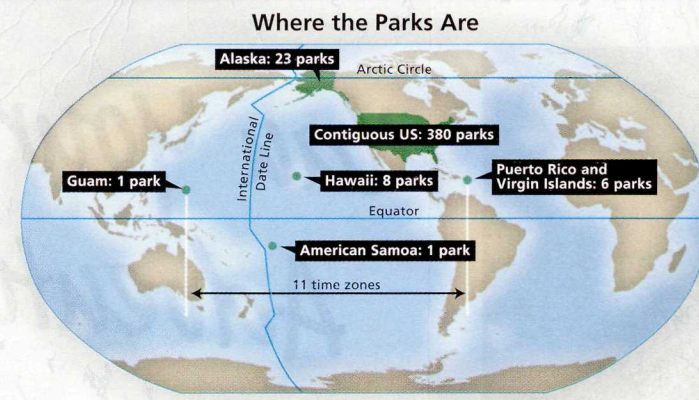 Where the Parks Are
Alaska: 23 parks
Arctic Circle
International
Date Line
Contiguous US: 380 parks
Guam: 1 park
Hawaii: 8 parks
Puerto Rico and
Virgin Islands: 6 parks
Equator
American Samoa: 1 park
11 time zones